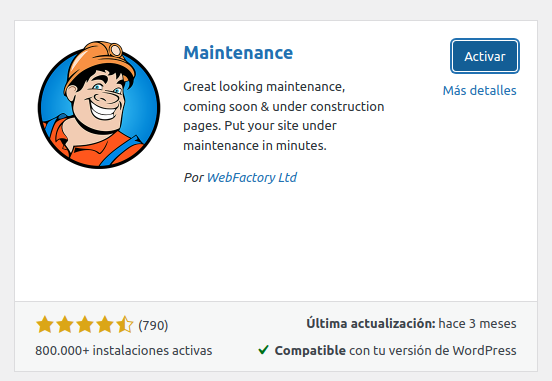 Maintenance
Activar
Más detalles
Great looking maintenance,
coming soon & under construction
pages. Put your site under
maintenance in minutes.
Por WebFactory Ltd
(790)
Última actualización: hace 3 meses
800.000+ instalaciones activas
Compatible con tu versión de WordPress